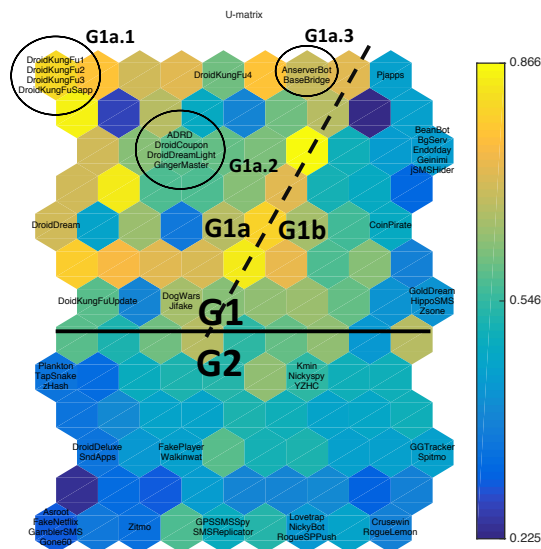 U-matrix
G1a.1
G1a.3
DroidKungFu1
DroidKungFu2
DroidKungFu3
DroidKungFuSapp
DroidKungFu4
AnserverBot
BaseBridge
Pjapps
0.866
ADRD
DroidCoupon
DroidDreamLight
GingerMaster
G1a.2
BeanBot
BgServ
Endofday
Geinimi
jSMSHider
DroidDream
G1a
G1b
CoinPirate
DoidKungFuUpdate
DogWars
Jifake
G1
GoldDream
HippoSMS
Zsone
0.546
G2
Plankton
TapSnake
zHash
Kmin
Nickyspy
YZHC
DroidDeluxe
SndApps
FakePlayer
Walkinwat
GGTracker
Spitmo
Asroot
FakeNetflix
GamblerSMS
Gone60
Zitmo
GPSSMSSpy
SMSReplicator
Lovetrap
NickyBot
RogueSPPush
Crusewin
RogueLemon
0.225